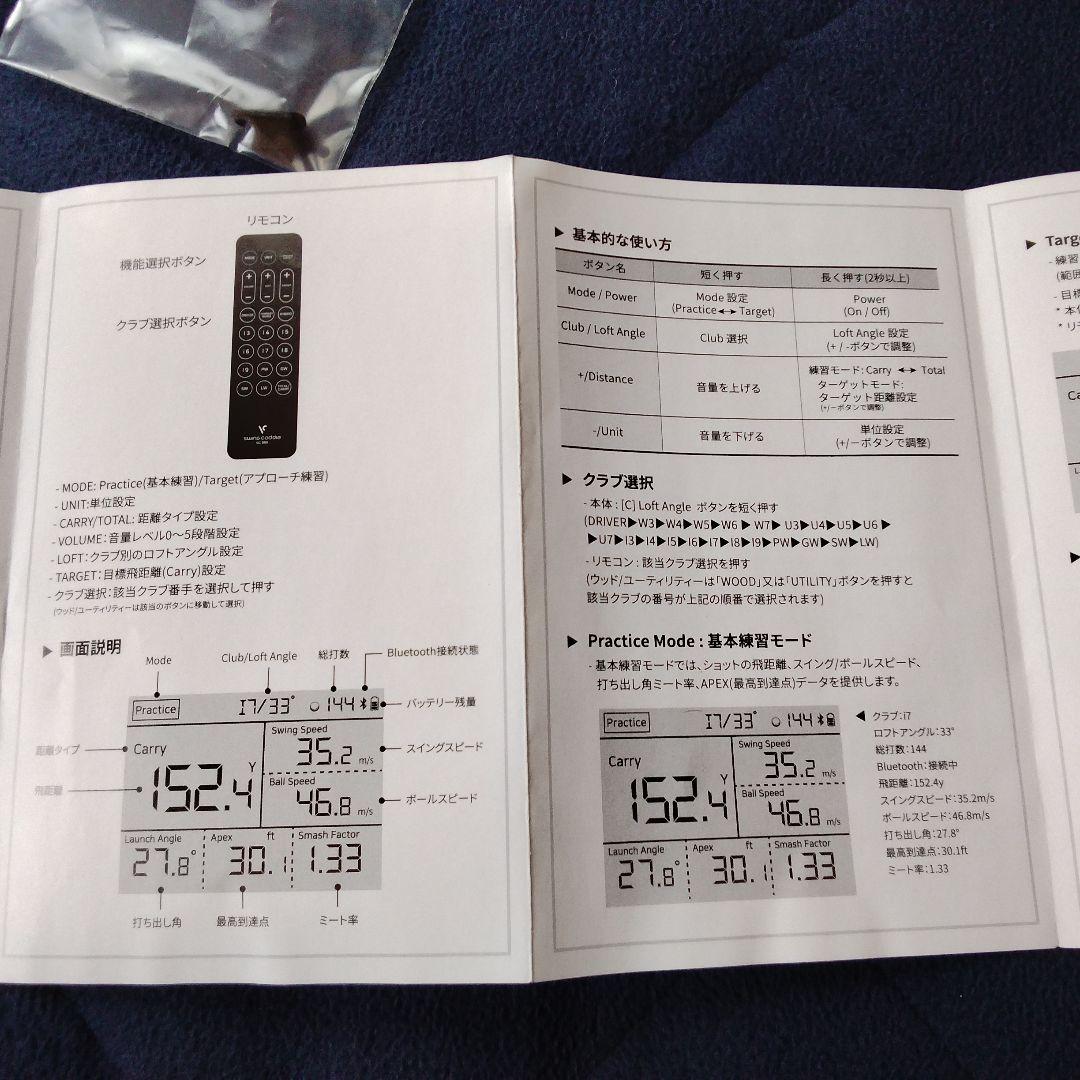 リモコン
機能選択ボタン
クラブ選択ボタン
MODE UNIT
13 14 15
16 17 18
19 PW GW
SW LW
swing caddie
- MODE: Practice(基本練習)/Target(アプローチ練習)
- UNIT:単位設定
- CARRY/TOTAL: 距離タイプ設定
- VOLUME:音量レベル0〜5段階設定
- LOFT:クラブ別のロフトアングル設定
- TARGET:目標飛距離(Carry)設定
- クラブ選択:該当クラブ番手を選択して押す
(ウッド/ユーティリティーは該当のボタンに移動して選択)
▶ 画面説明
Mode
Club/Loft Angle
総打数
Bluetooth接続状態
Practice
I7/33°
144
バッテリー残量
距離タイプ
Carry
Swing Speed
35.2 m/s
スイングスピード
飛距離
152.4 Y
Ball Speed
46.8 m/s
ボールスピード
Launch Angle
27.8°
Apex ft
30.1
Smash Factor
1.33
打ち出し角
最高到達点
ミート率
▶ 基本的な使い方
ボタン名 短く押す 長く押す(2秒以上)
Mode / Power
Mode 設定
(Practice↔Target)
Power
(On / Off)
Club / Loft Angle
Club 選択
Loft Angle 設定
(+ / -ボタンで調整)
+/Distance
音量を上げる
練習モード: Carry ↔ Total
ターゲットモード:
ターゲット距離設定
(+/ーボタンで調整)
-/Unit
音量を下げる
単位設定
(+/ーボタンで調整)
▶ クラブ選択
- 本体 : [C] Loft Angle ボタンを短く押す
(DRIVER▶W3▶W4▶W5▶W6 ▶ W7▶ U3▶U4▶U5▶U6 ▶
▶U7▶I3▶I4▶I5▶I6▶I7▶I8▶I9▶PW▶GW▶SW▶LW)
- リモコン : 該当クラブ選択を押す
(ウッド/ユーティリティーは「WOOD」又は「UTILITY」ボタンを押すと
該当クラブの番号が上記の順番で選択されます)
▶ Practice Mode : 基本練習モード
- 基本練習モードでは、ショットの飛距離、スイング/ボールスピード、
打ち出し角ミート率、APEX(最高到達点)データを提供します。
Practice
I7/33°
144
Carry
152.4 Y
Swing Speed
35.2 m/s
Ball Speed
46.8 m/s
Launch Angle
27.8°
Apex ft
30.1
Smash Factor
1.33
◀ クラブ:i7
ロフトアングル:33°
総打数:144
Bluetooth:接続中
飛距離:152.4y
スイングスピード:35.2m/s
ボールスピード:46.8m/s
打ち出し角:27.8°
最高到達点:30.1ft
ミート率:1.33
▶ Targ
- 練習
(範囲
- 目標
* 本体
* リモ
Ca